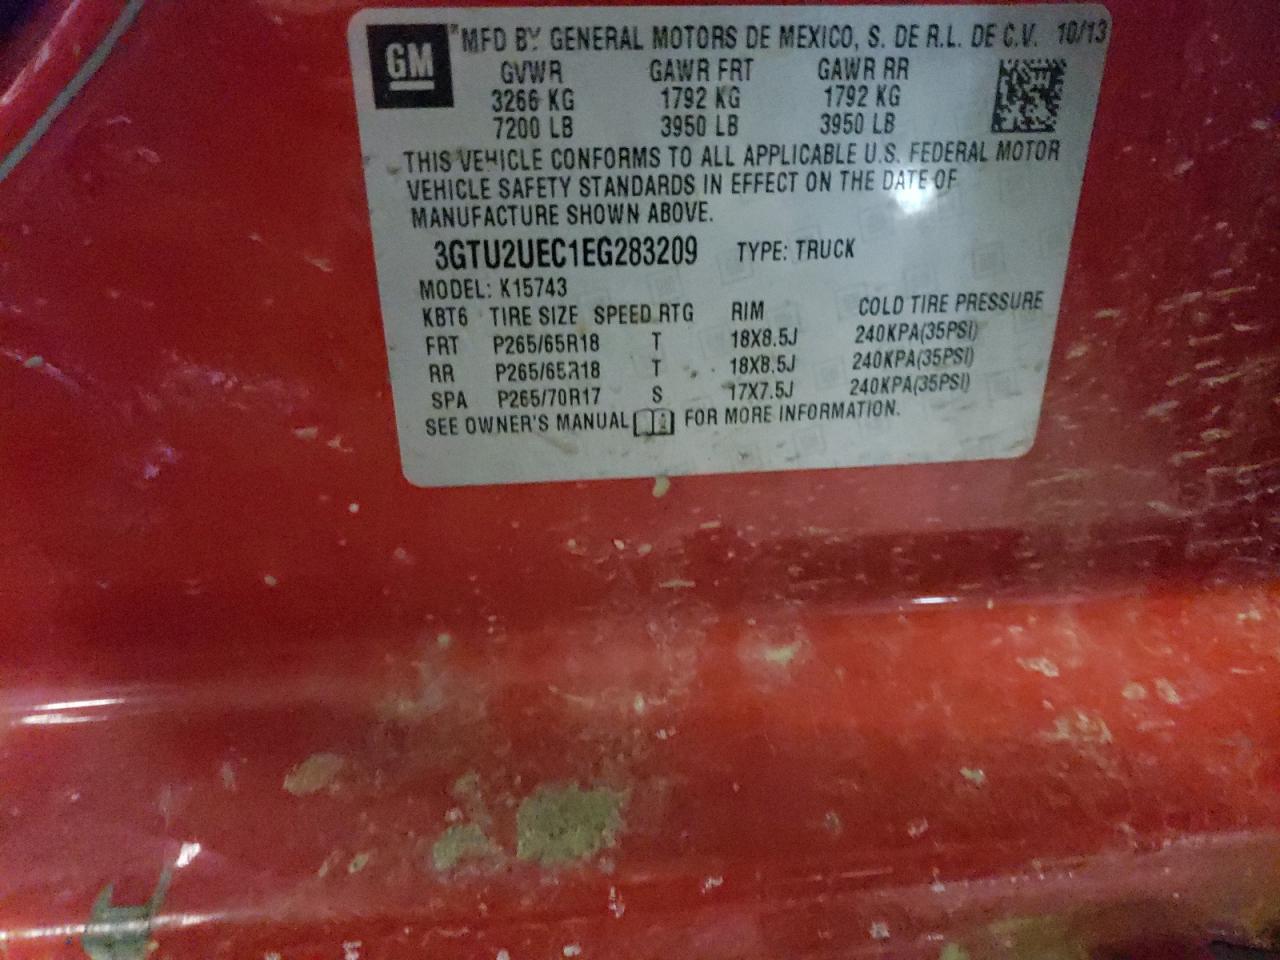 GM
MFD BY GENERAL MOTORS DE MEXICO, S. DE R.L. DE C.V. 10/13
GVWR GAWR FRT GAWR RR
3266 KG 1792 KG 1792 KG
7200 LB 3950 LB 3950 LB
THIS VEHICLE CONFORMS TO ALL APPLICABLE U.S. FEDERAL MOTOR
VEHICLE SAFETY STANDARDS IN EFFECT ON THE DATE OF
MANUFACTURE SHOWN ABOVE.
3GTU2UEC1EG283209 TYPE: TRUCK
MODEL: K15743
KBT6 TIRE SIZE SPEED RTG RIM COLD TIRE PRESSURE
FRT P265/65R18 T 18X8.5J 240KPA(35PSI)
RR P265/65R18 T 18X8.5J 240KPA(35PSI)
SPA P265/70R17 S 17X7.5J 240KPA(35PSI)
SEE OWNER'S MANUAL FOR MORE INFORMATION.